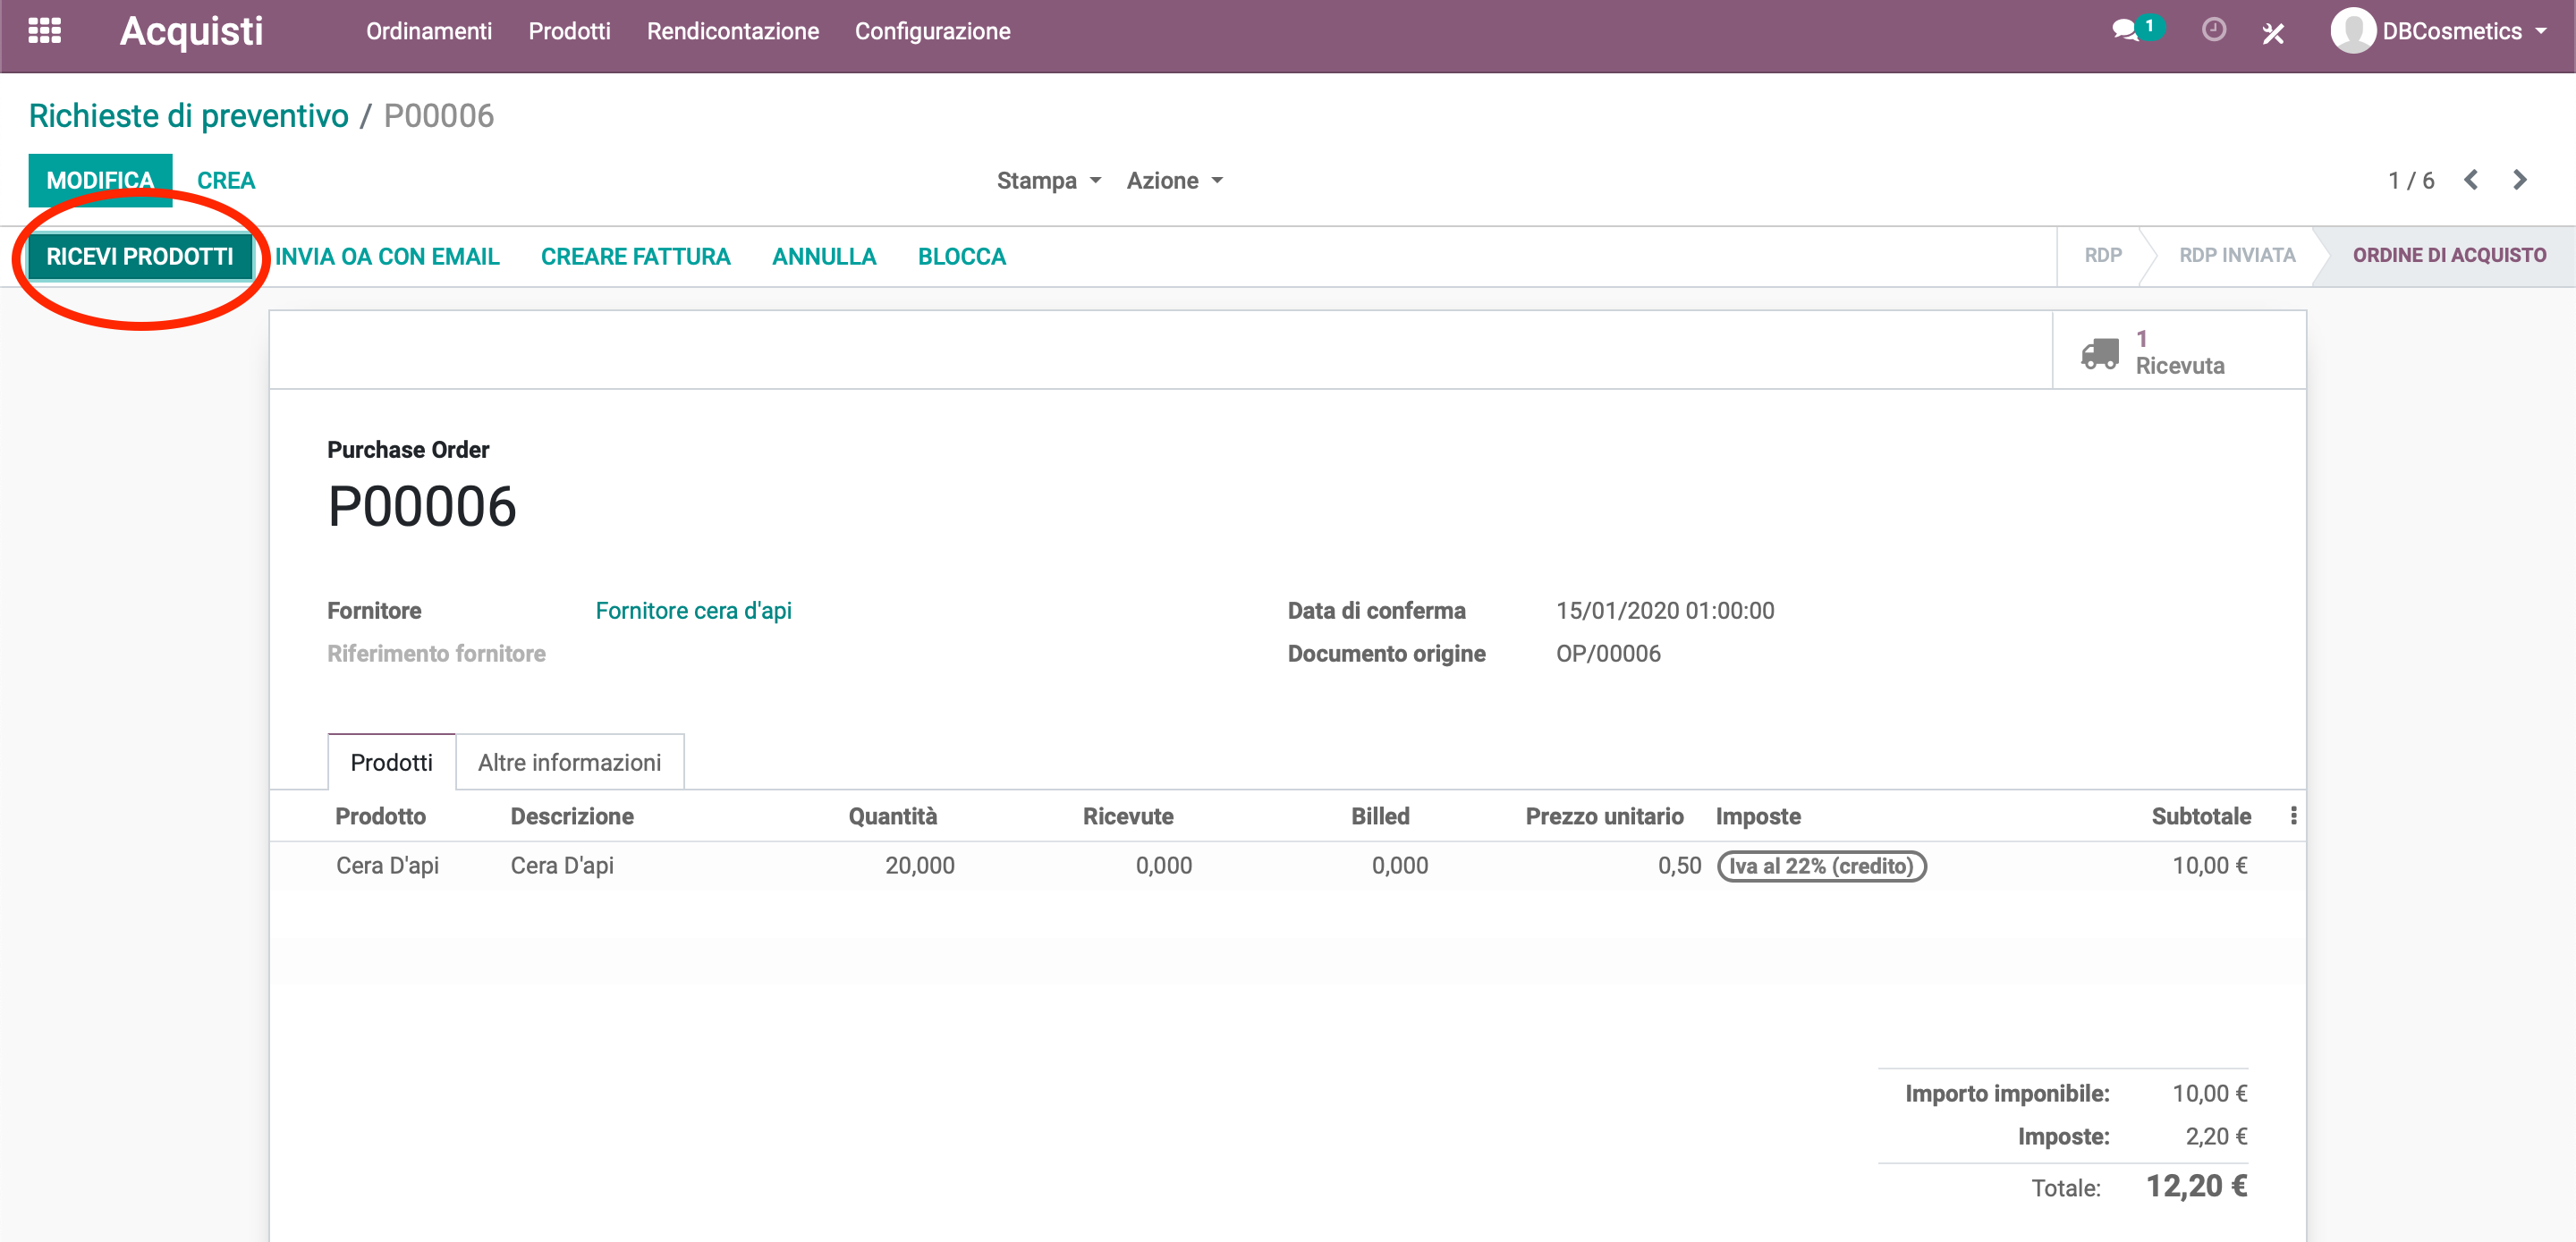 Acquisti Ordinamenti Prodotti Rendicontazione Configurazione 1 DBCosmetics
Richieste di preventivo / P00006
MODIFICA CREA Stampa Azione 1 / 6
RICEVI PRODOTTI INVIA OA CON EMAIL CREARE FATTURA ANNULLA BLOCCA RDP RDP INVIATA ORDINE DI ACQUISTO
1
Ricevuta
Purchase Order
P00006
Fornitore Fornitore cera d'api Data di conferma 15/01/2020 01:00:00
Riferimento fornitore Documento origine OP/00006
Prodotti Altre informazioni
Prodotto Descrizione Quantità Ricevute Billed Prezzo unitario Imposte Subtotale
Cera D'api Cera D'api 20,000 0,000 0,000 0,50 Iva al 22% (credito) 10,00 €
Importo imponibile: 10,00 €
Imposte: 2,20 €
Totale: 12,20 €